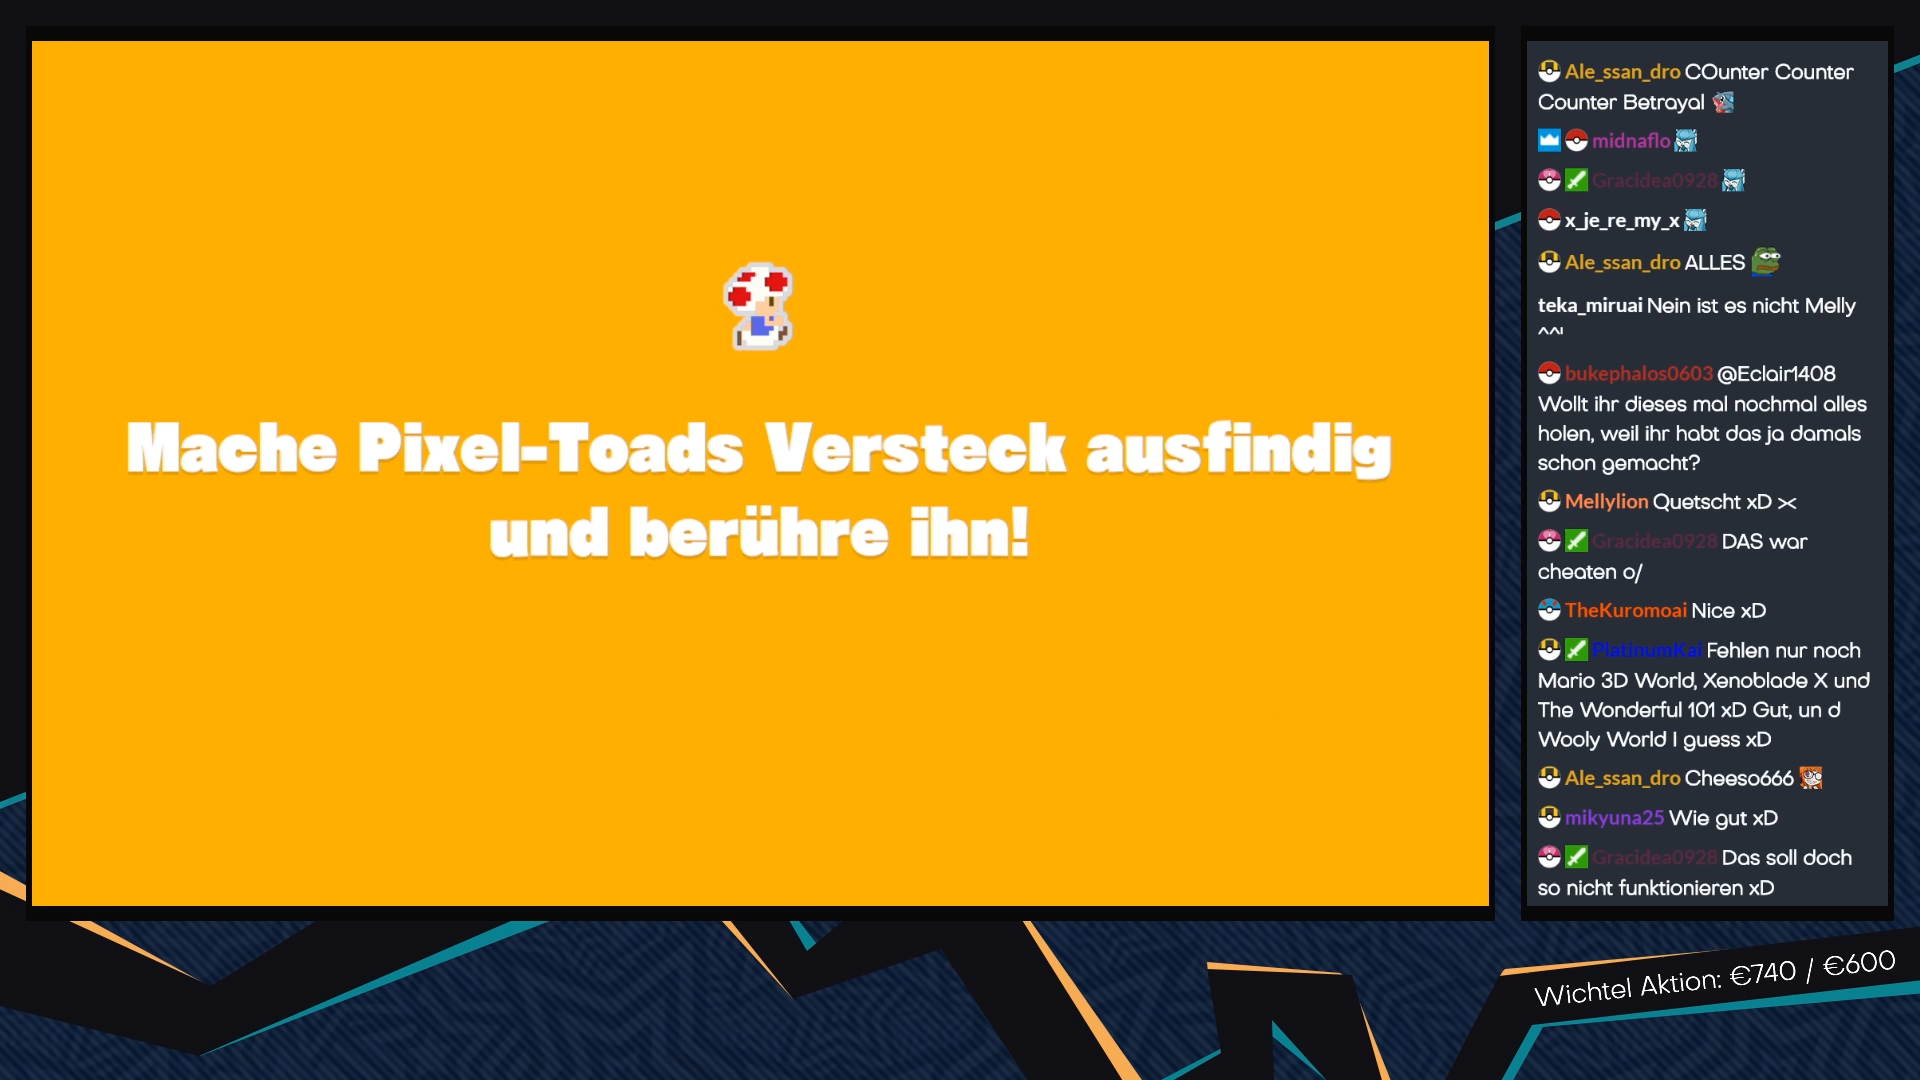 Mache Pixel-Toads Versteck ausfindig
und berühre ihn!
Ale_ssan_dro COunter Counter
Counter Betrayal
midnaflo
Gracidea0928
x_je_re_my_x
Ale_ssan_dro ALLES
teka_miruai Nein ist es nicht Melly
^^'
bukephalos0603 @Eclair1408
Wollt ihr dieses mal nochmal alles
holen, weil ihr habt das ja damals
schon gemacht?
Mellylion Quetscht xD ><
Gracidea0928 DAS war
cheaten o/
TheKuromoai Nice xD
PlatinumKai Fehlen nur noch
Mario 3D World, Xenoblade X und
The Wonderful 101 xD Gut, un d
Wooly World I guess xD
Ale_ssan_dro Cheeso666
mikyuna25 Wie gut xD
Gracidea0928 Das soll doch
so nicht funktionieren xD
Wichtel Aktion: €740 / €600